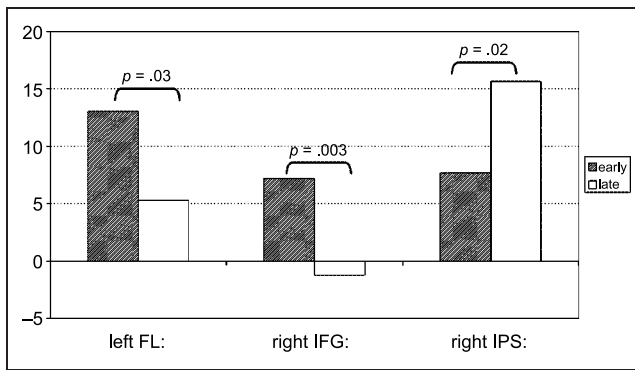 20
15
10
5
0
–5
p = .03
p = .003
p = .02
left FL:
right IFG:
right IPS:
early
late